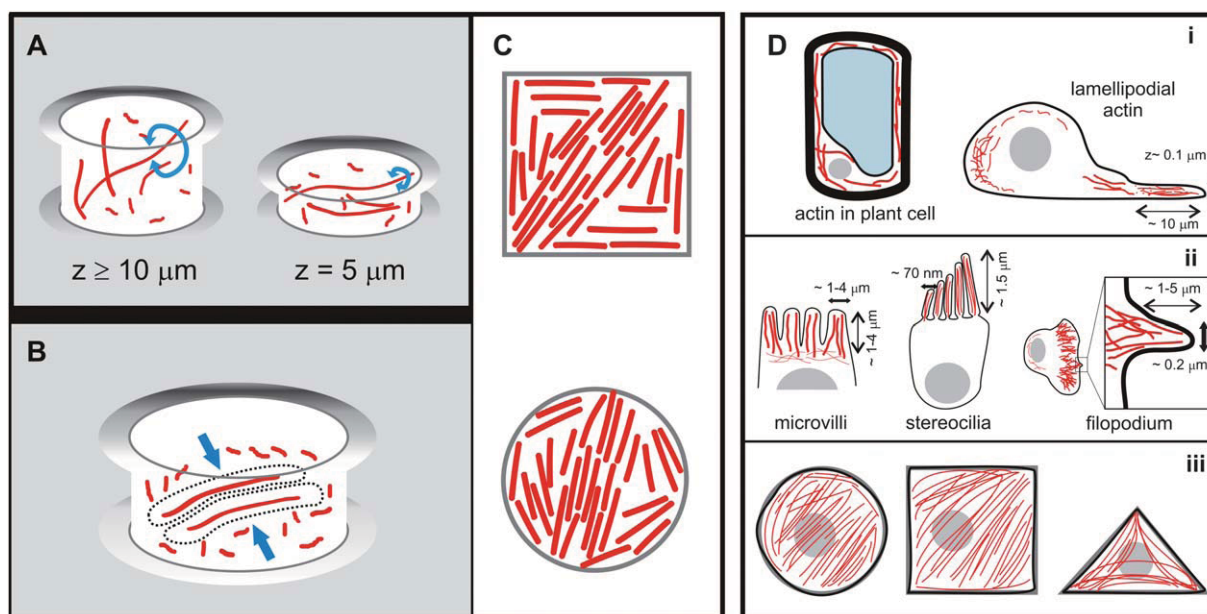 A
z ≥ 10 μm
z = 5 μm
B
C
D
i
actin in plant cell
lamellipodial
actin
z~ 0.1 μm
~ 10 μm
ii
~ 1-4 μm
~ 1-4 μm
microvilli
~ 70 nm
~ 1.5 μm
stereocilia
~ 1-5 μm
~ 0.2 μm
filopodium
iii